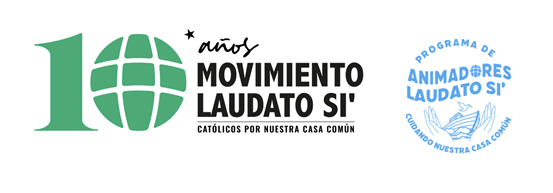 10 años
MOVIMIENTO
LAUDATO SI'
CATÓLICOS POR NUESTRA CASA COMÚN
PROGRAMA DE
ANIMADORES
LAUDATO SI'
CUIDANDO NUESTRA CASA COMÚN